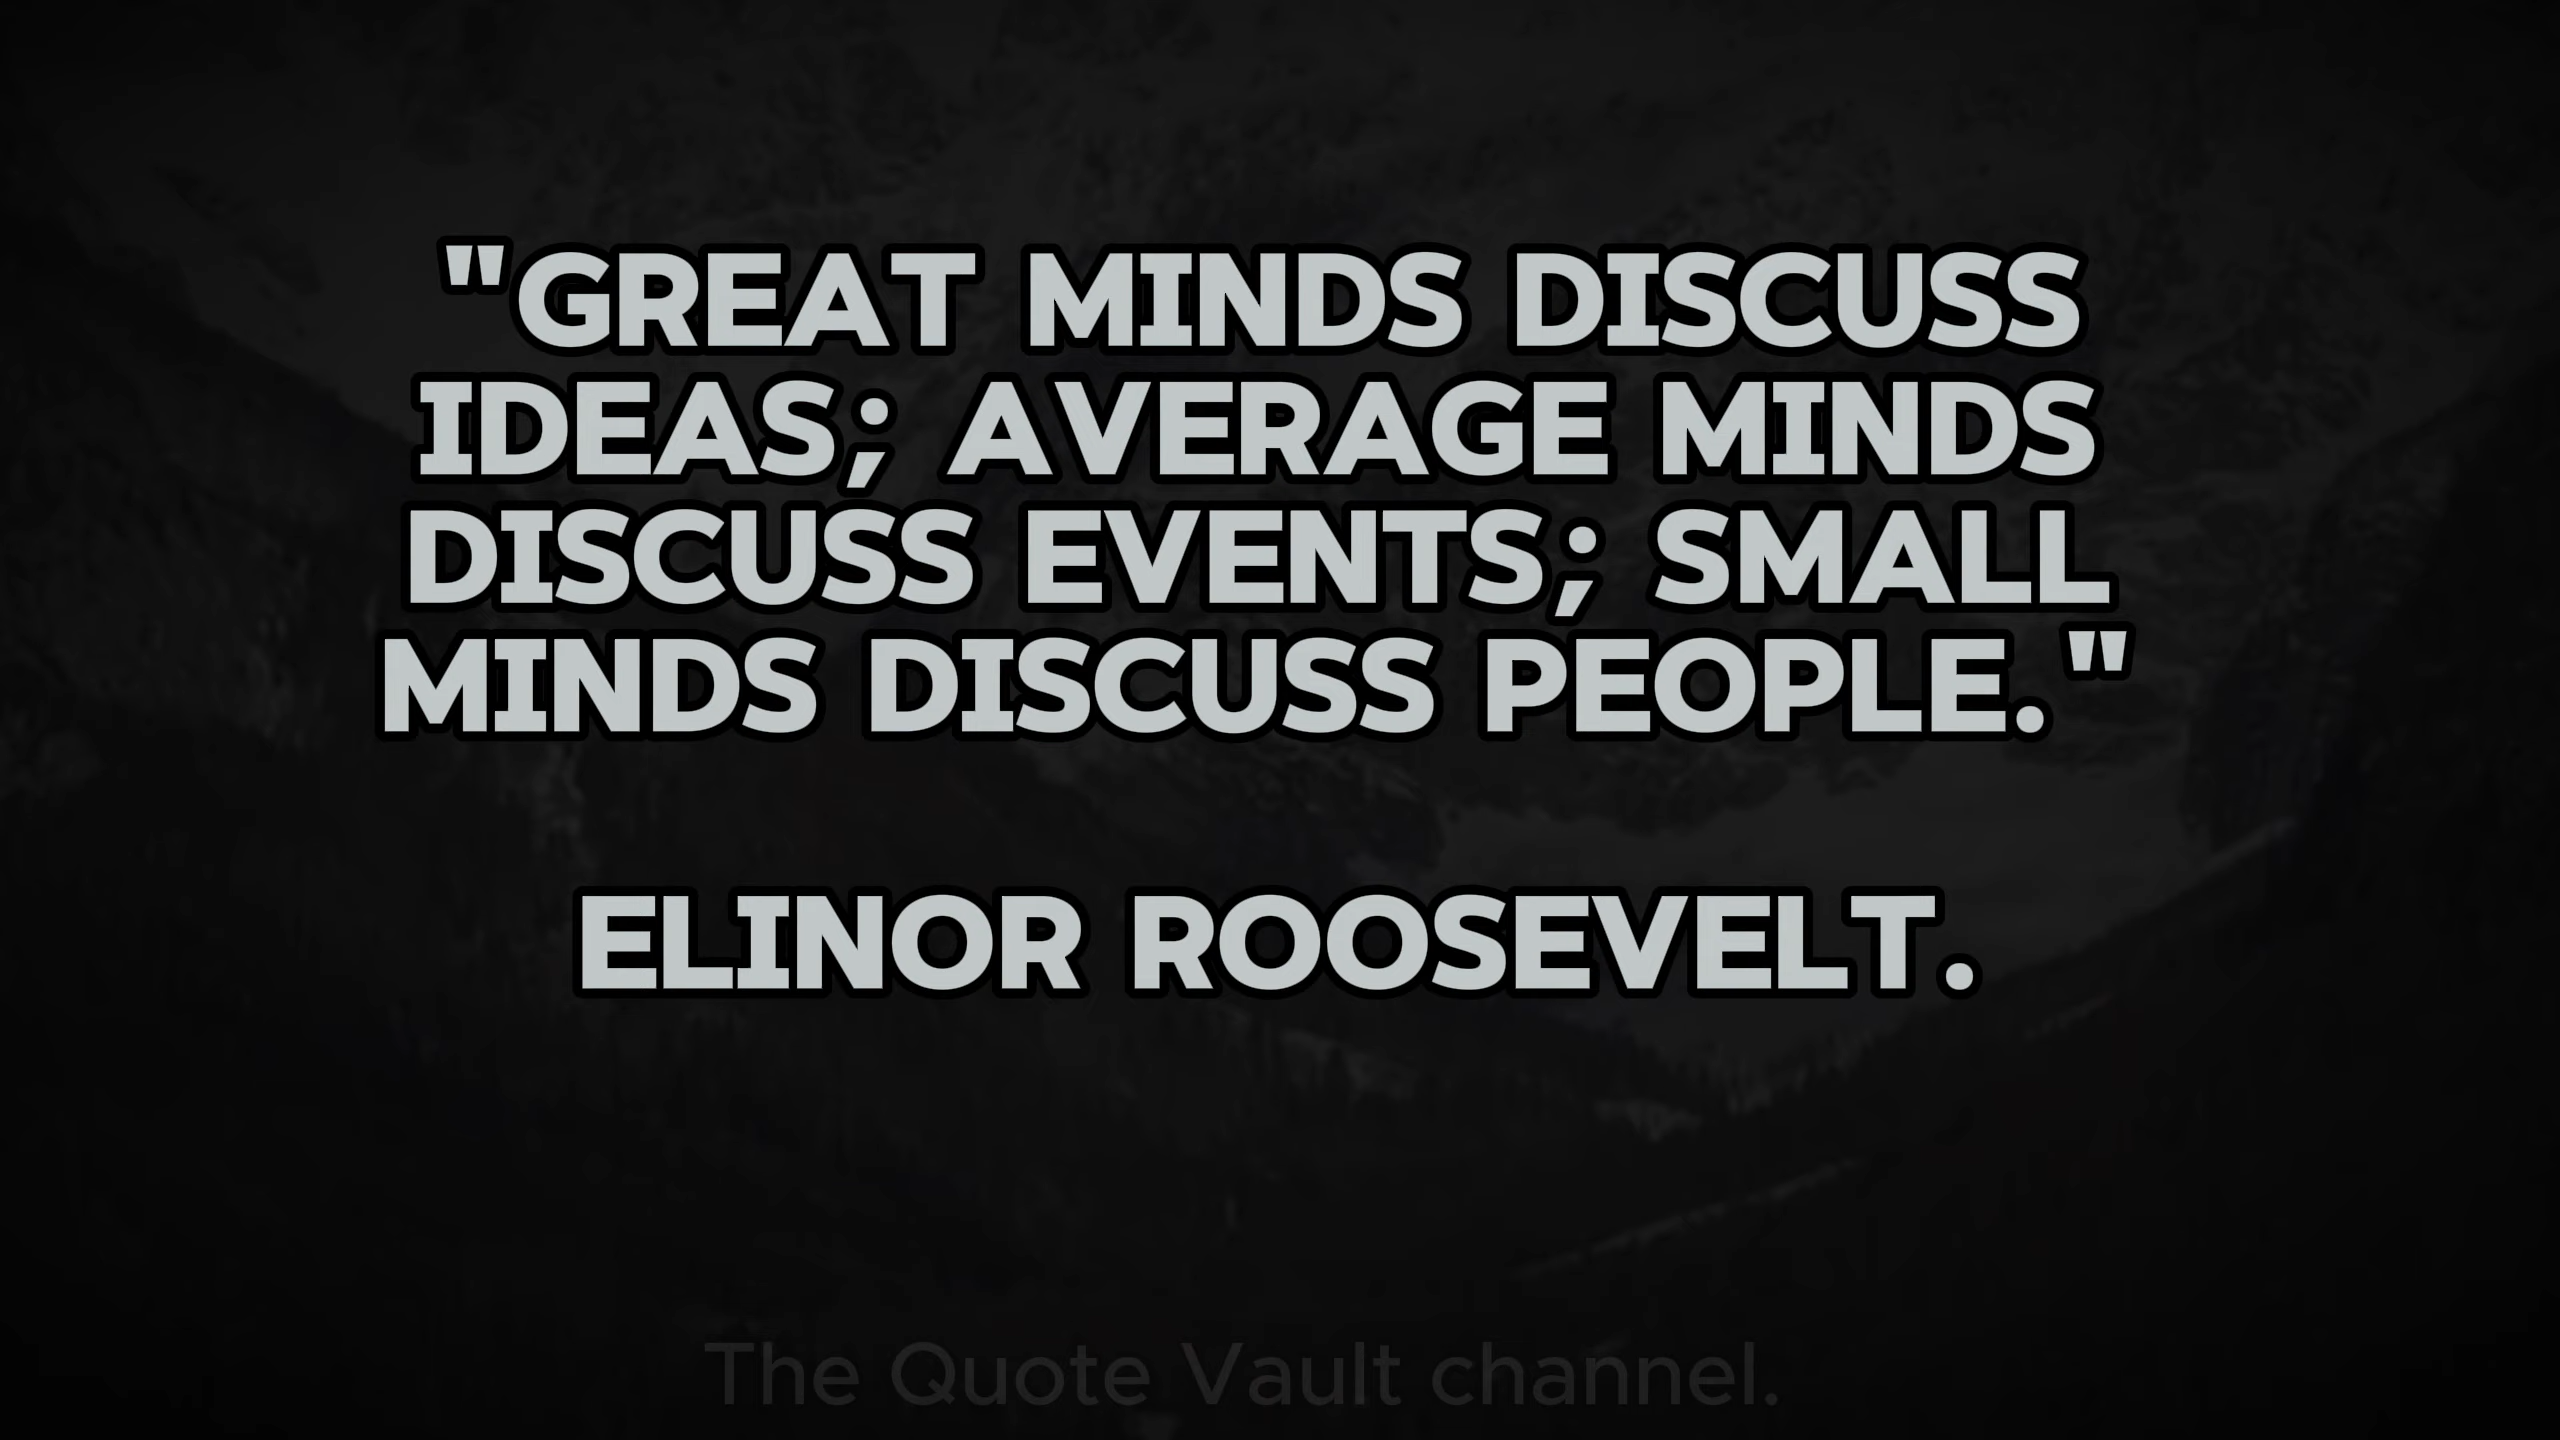 "GREAT MINDS DISCUSS
IDEAS; AVERAGE MINDS
DISCUSS EVENTS; SMALL
MINDS DISCUSS PEOPLE."
ELINOR ROOSEVELT.
The Quote Vault channel.